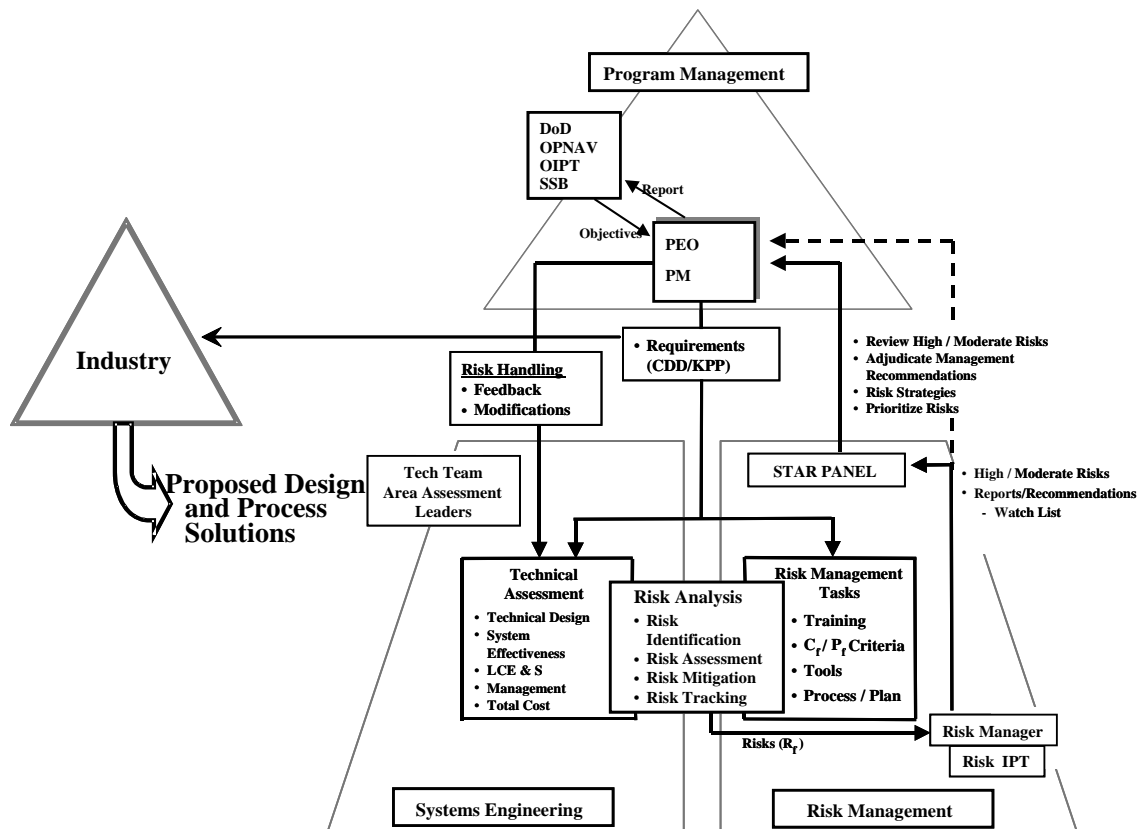 Program Management
DoD
OPNAV
OIPT
SSB
Report
Objectives
PEO
PM
Industry
• Requirements
(CDD/KPP)
Risk Handling
• Feedback
• Modifications
• Review High / Moderate Risks
• Adjudicate Management
Recommendations
• Risk Strategies
• Prioritize Risks
Proposed Design
and Process
Solutions
Tech Team
Area Assessment
Leaders
STAR PANEL
• High / Moderate Risks
• Reports/Recommendations
- Watch List
Technical
Assessment
• Technical Design
• System
Effectiveness
• LCE & S
• Management
• Total Cost
Risk Analysis
• Risk
Identification
• Risk Assessment
• Risk Mitigation
• Risk Tracking
Risk Management
Tasks
• Training
• Cf / Pf Criteria
• Tools
• Process / Plan
Risks (Rf)
Risk Manager
Risk IPT
Systems Engineering
Risk Management